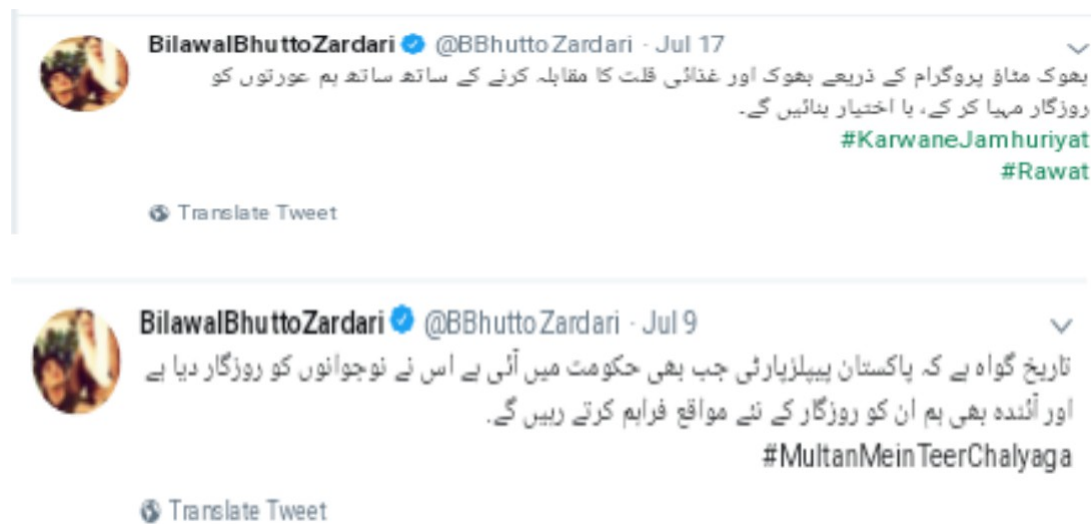 BilawalBhuttoZardari @BBhuttoZardari · Jul 17
بھوک مٹاؤ پروگرام کے ذریعے بھوک اور غذائی قلت کا مقابلہ کرنے کے ساتھ ساتھ ہم عورتوں کو
روزگار مہیا کر کے، با اختیار بنائیں گے۔
#KarwaneJamhuriyat
#Rawat
Translate Tweet
BilawalBhuttoZardari @BBhuttoZardari · Jul 9
تاریخ گواہ ہے کہ پاکستان پیپلزپارٹی جب بھی حکومت میں آئی ہے اس نے نوجوانوں کو روزگار دیا ہے
اور آئندہ بھی ہم ان کو روزگار کے نئے مواقع فراہم کرتے رہیں گے.
#MultanMeinTeerChalyaga
Translate Tweet